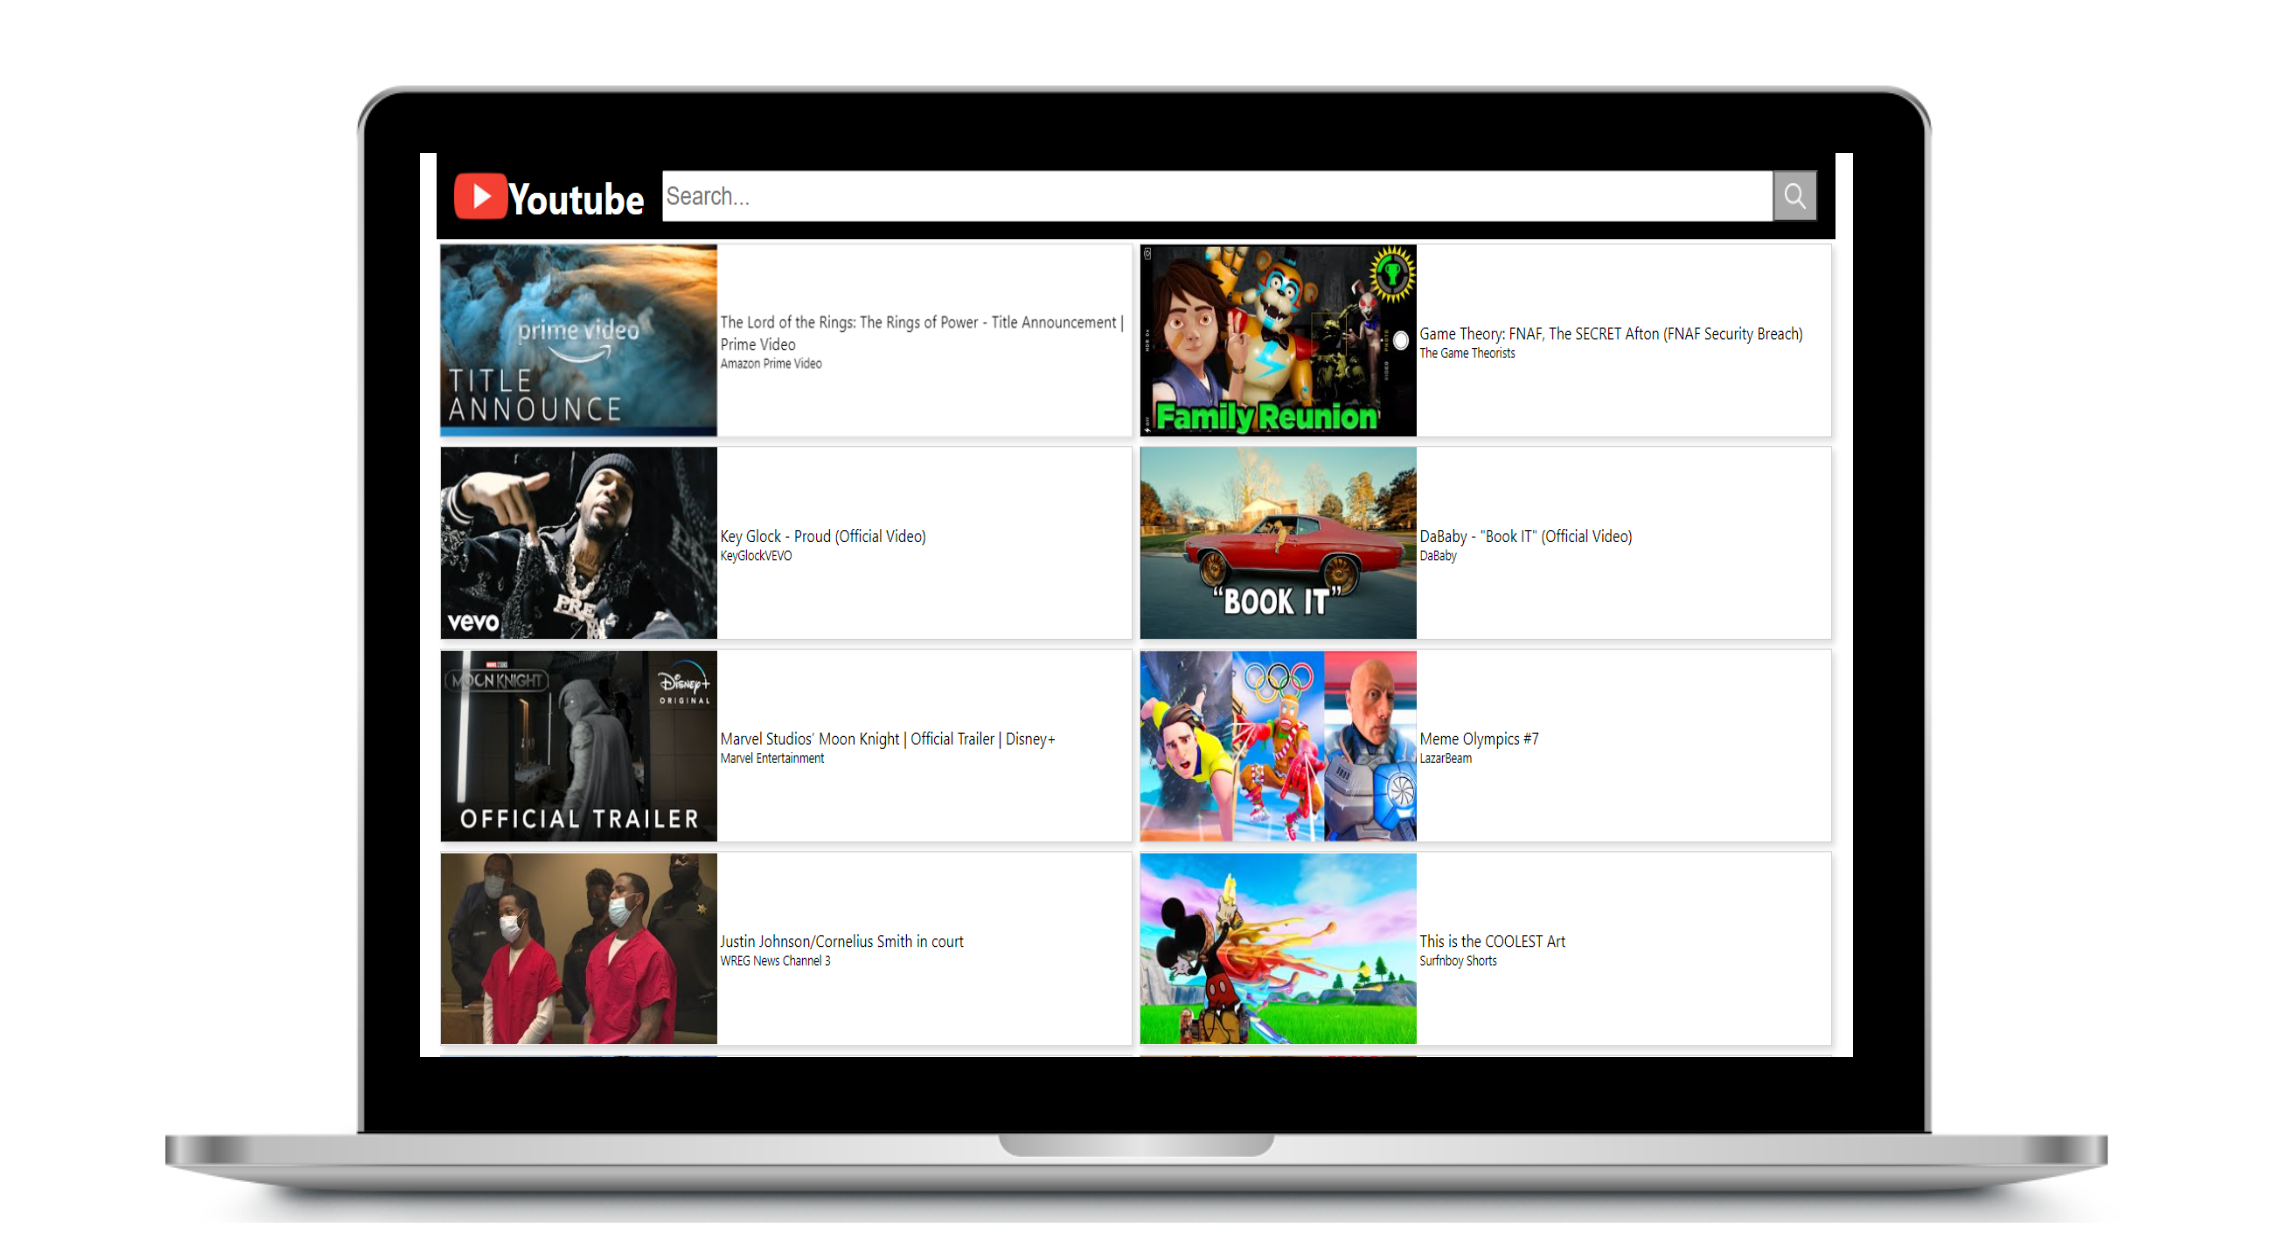 Youtube
Search...
prime video
TITLE
ANNOUNCE
The Lord of the Rings: The Rings of Power - Title Announcement |
Prime Video
Amazon Prime Video
Family Reunion
Game Theory: FNAF, The SECRET Afton (FNAF Security Breach)
The Game Theorists
vevo
PRE
Key Glock - Proud (Official Video)
KeyGlockVEVO
"BOOK IT"
DaBaby - "Book IT" (Official Video)
DaBaby
MOON KNIGHT
Disney+
ORIGINAL
OFFICIAL TRAILER
Marvel Studios' Moon Knight | Official Trailer | Disney+
Marvel Entertainment
Meme Olympics #7
LazarBeam
Justin Johnson/Cornelius Smith in court
WREG News Channel 3
This is the COOLEST Art
Surfnboy Shorts